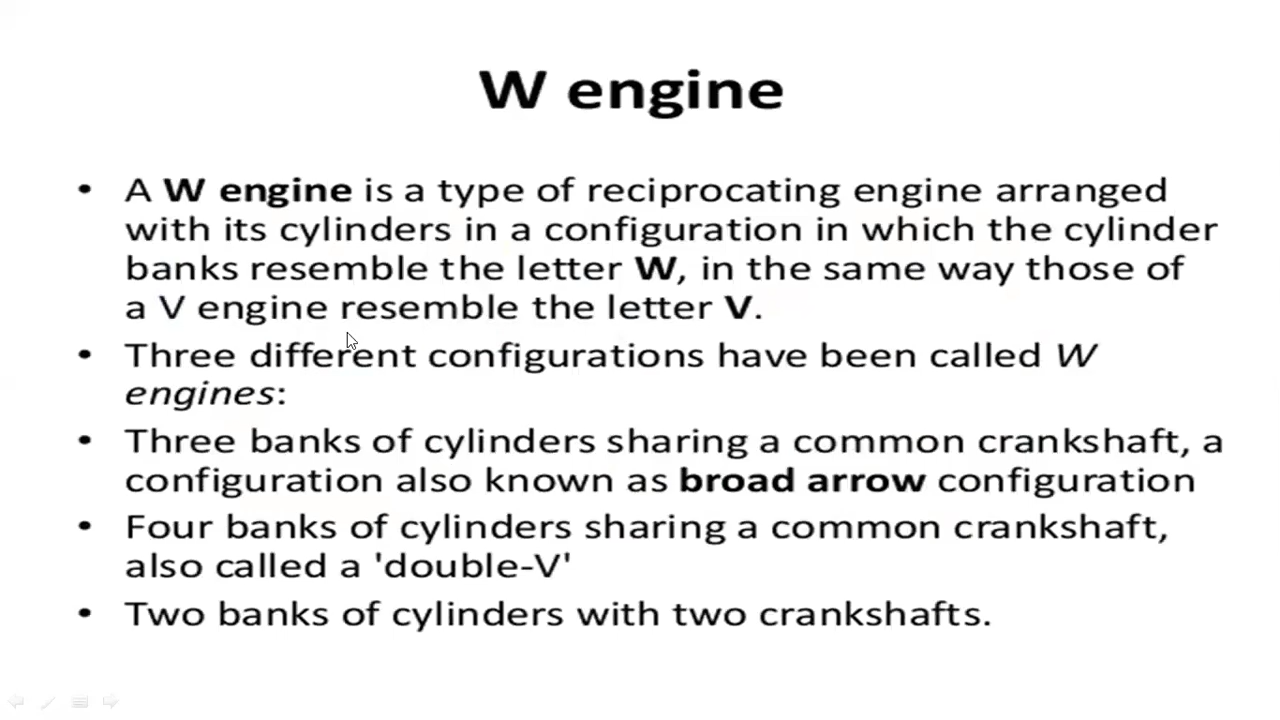 W engine
• A W engine is a type of reciprocating engine arranged
with its cylinders in a configuration in which the cylinder
banks resemble the letter W, in the same way those of
a V engine resemble the letter V.
• Three different configurations have been called W
engines:
• Three banks of cylinders sharing a common crankshaft, a
configuration also known as broad arrow configuration
• Four banks of cylinders sharing a common crankshaft,
also called a 'double-V'
• Two banks of cylinders with two crankshafts.